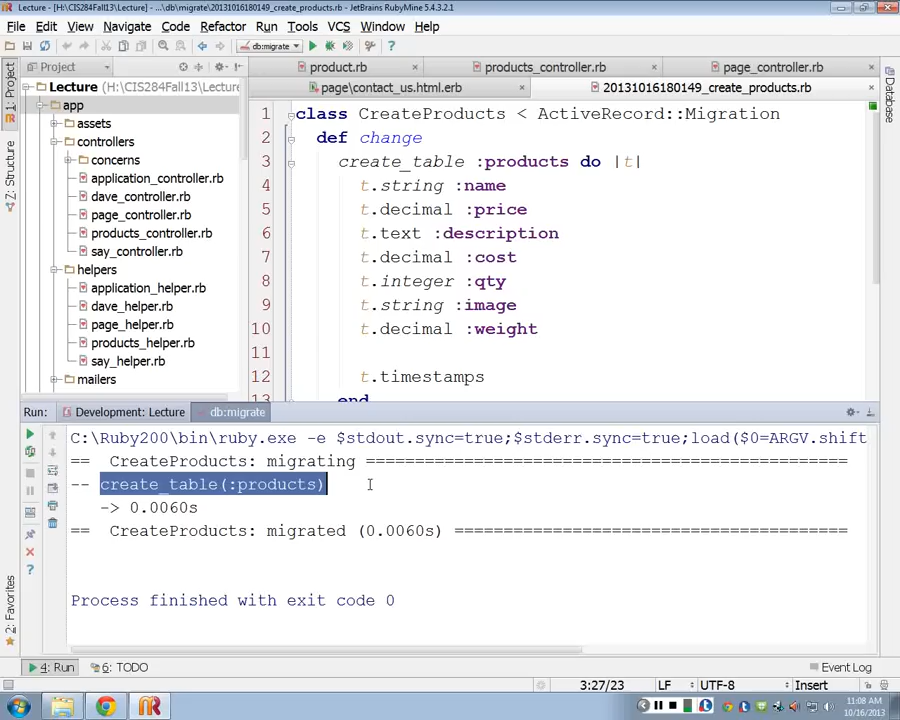 Lecture - [H:\CIS284Fall13\Lecture] - ...\db\migrate\20131016180149_create_products.rb - JetBrains RubyMine 5.4.3.2.1
File Edit View Navigate Code Refactor Run Tools VCS Window Help
db:migrate
Project
product.rb
products_controller.rb
page_controller.rb
page\contact_us.html.erb
20131016180149_create_products.rb
1: Project
Z: Structure
2: Favorites
Database
Lecture (H:\CIS284Fall13\Lecture)
app
assets
controllers
concerns
application_controller.rb
dave_controller.rb
page_controller.rb
products_controller.rb
say_controller.rb
helpers
application_helper.rb
dave_helper.rb
page_helper.rb
products_helper.rb
say_helper.rb
mailers
1 class CreateProducts < ActiveRecord::Migration
2 def change
3 create_table :products do |t|
4 t.string :name
5 t.decimal :price
6 t.text :description
7 t.decimal :cost
8 t.integer :qty
9 t.string :image
10 t.decimal :weight
11
12 t.timestamps
13 end
Run: Development: Lecture db:migrate
C:\Ruby200\bin\ruby.exe -e $stdout.sync=true;$stderr.sync=true;load($0=ARGV.shift
== CreateProducts: migrating =================================================
-- create_table(:products)
-> 0.0060s
== CreateProducts: migrated (0.0060s) ========================================
Process finished with exit code 0
4: Run 6: TODO Event Log
3:27/23 LF UTF-8 Insert
11:08 AM
10/16/2013